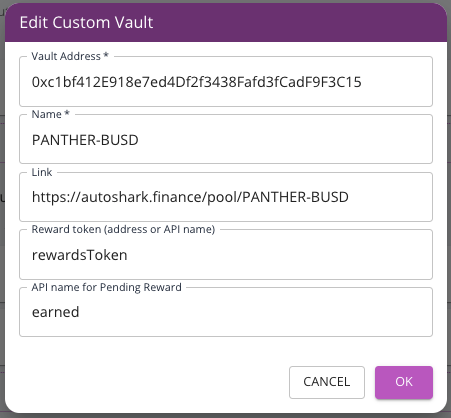 Edit Custom Vault
Vault Address *
0xc1bf412E918e7ed4Df2f3438Fafd3fCadF9F3C15
Name *
PANTHER-BUSD
Link
https://autoshark.finance/pool/PANTHER-BUSD
Reward token (address or API name)
rewardsToken
API name for Pending Reward
earned
CANCEL
OK